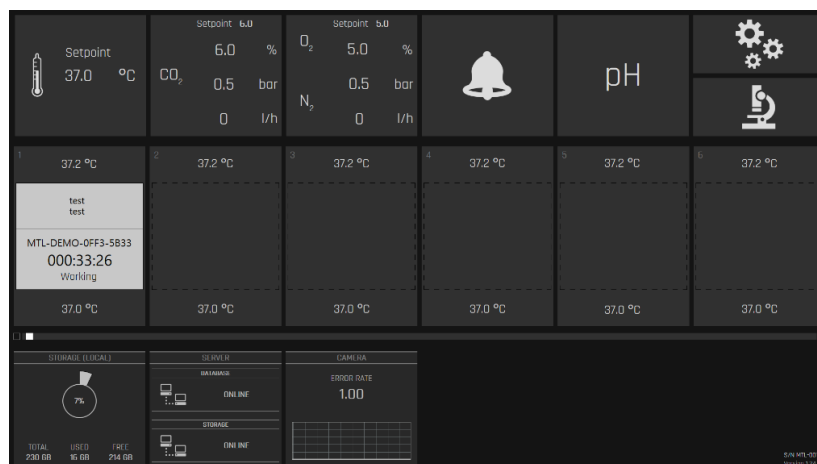 Setpoint
37.0 °C
Setpoint 6.0
CO₂
6.0 %
0.5 bar
0 l/h
Setpoint 5.0
O₂
5.0 %
N₂
0.5 bar
0 l/h
pH
1 37.2 °C
2 37.2 °C
3 37.2 °C
4 37.2 °C
5 37.2 °C
6 37.2 °C
test
test
MTL-DEMO-0FF3-5B33
000:33:26
Working
37.0 °C
37.0 °C
37.0 °C
37.0 °C
37.0 °C
37.0 °C
STORAGE (LOCAL)
7%
TOTAL USED FREE
230 GB 16 GB 214 GB
SERVER
DATABASE
ONLINE
STORAGE
ONLINE
CAMERA
ERROR RATE
1.00
S/N MTL-00